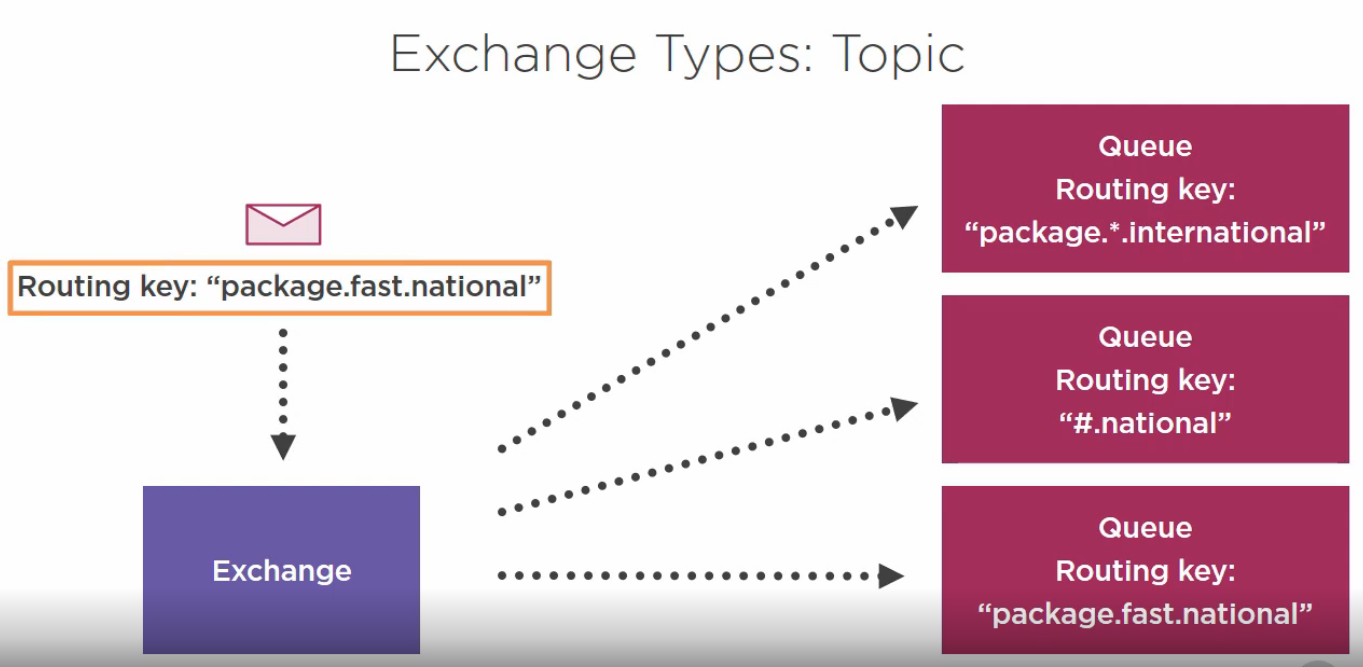 Exchange Types: Topic
Routing key: “package.fast.national”
Exchange
Queue
Routing key:
“package.*.international”
Queue
Routing key:
“#.national”
Queue
Routing key:
“package.fast.national”